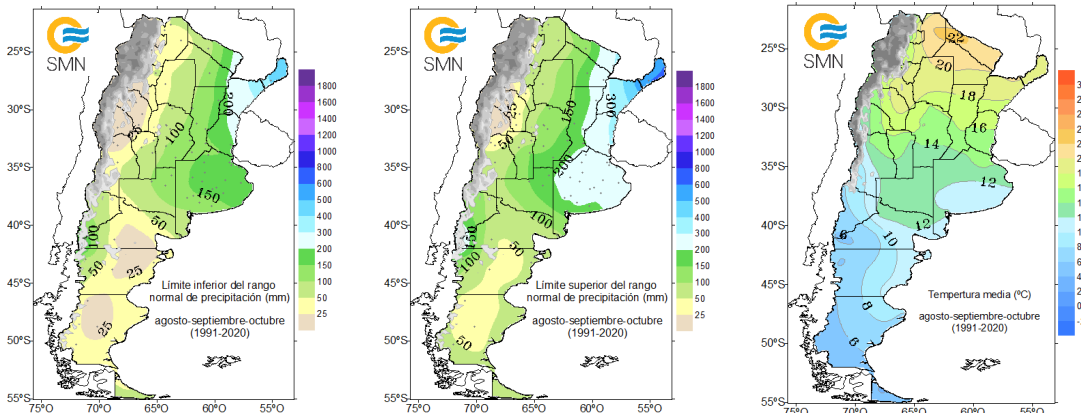 SMN
25°S
30°S
35°S
40°S
45°S
50°S
55°S
75°O
70°O
65°O
60°O
55°O
25
100
200
150
50
100
50
25
25
Límite inferior del rango
normal de precipitación (mm)
agosto-septiembre-octubre
(1991-2020)
1800
1600
1400
1200
1000
800
600
500
400
300
200
150
100
50
25
SMN
25°S
30°S
35°S
40°S
45°S
50°S
55°S
75°O
70°O
65°O
60°O
55°O
25
50
150
300
200
100
150
100
50
50
Límite superior del rango
normal de precipitación (mm)
agosto-septiembre-octubre
(1991-2020)
1800
1600
1400
1200
1000
800
600
500
400
300
200
150
100
50
25
SMN
25°S
30°S
35°S
40°S
45°S
50°S
55°S
75°O
70°O
65°O
60°O
55°O
22
20
18
16
14
12
12
10
6
8
Tempertura media (ºC)
agosto-septiembre-octubre
(1991-2020)